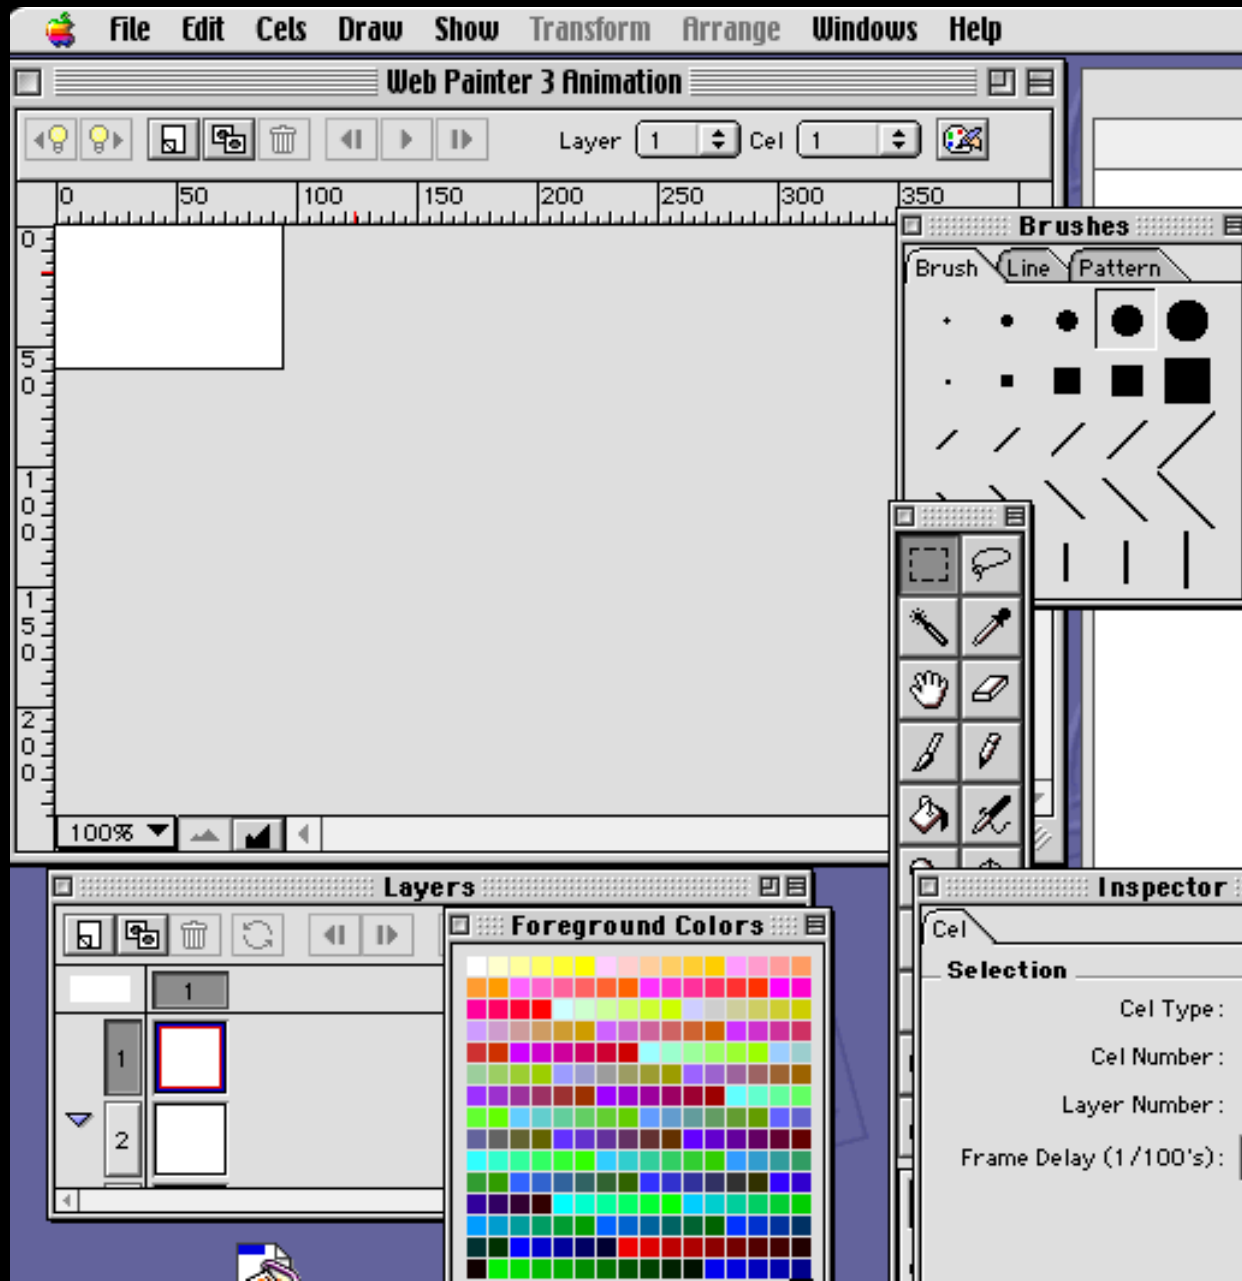 File Edit Cels Draw Show Transform Arrange Windows Help
Web Painter 3 Animation
Layer 1 Cel 1
0 50 100 150 200 250 300 350
0
50
100
150
200
100%
Brushes
Brush Line Pattern
Layers
1
1
2
Foreground Colors
Inspector
Cel
Selection
Cel Type:
Cel Number:
Layer Number:
Frame Delay (1/100's):